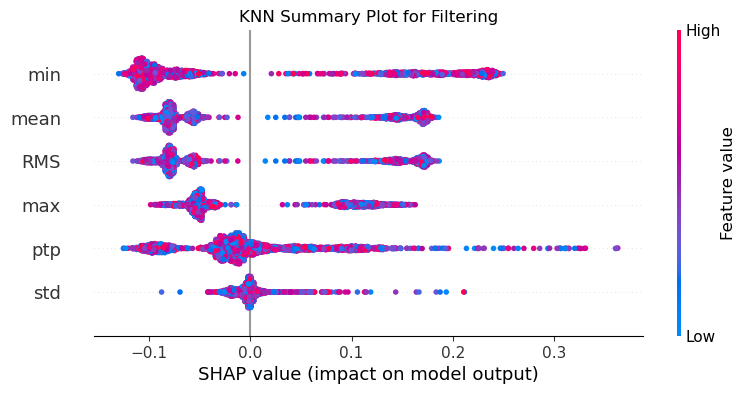 KNN Summary Plot for Filtering
High
min
mean
RMS
max
ptp
std
Feature value
Low
−0.1 0.0 0.1 0.2 0.3
SHAP value (impact on model output)